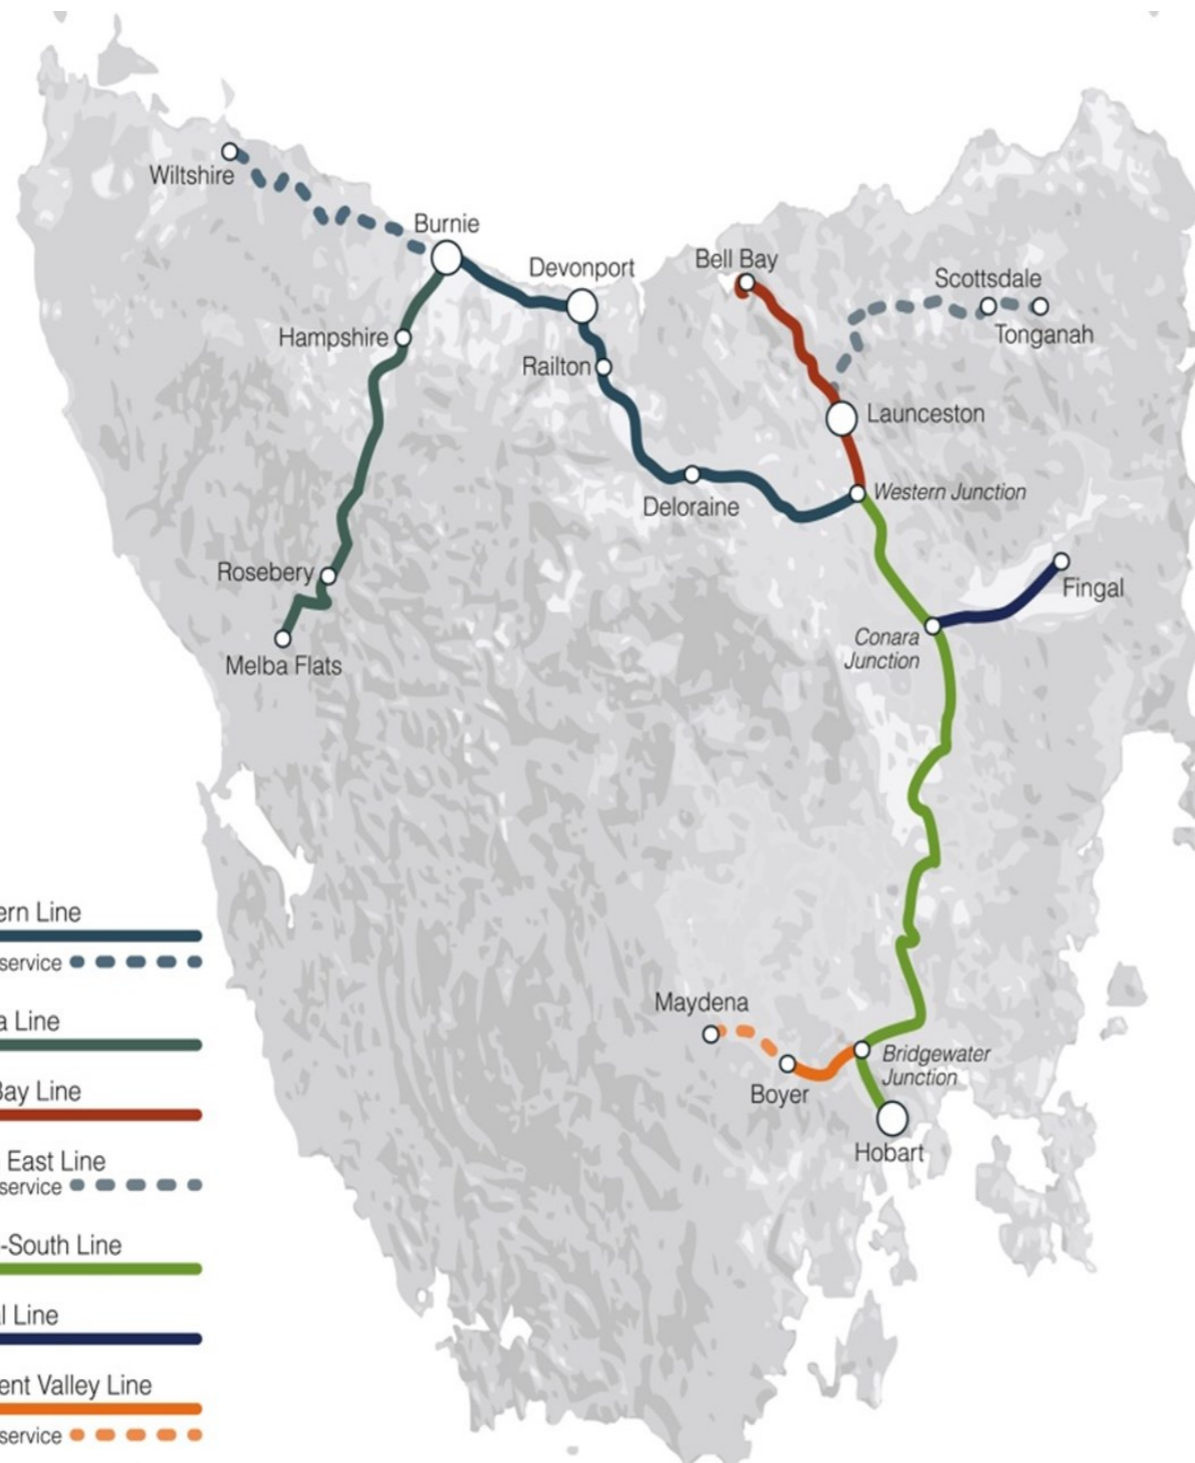 Wiltshire
Burnie
Devonport
Bell Bay
Scottsdale
Tonganah
Hampshire
Railton
Launceston
Deloraine
Western Junction
Rosebery
Fingal
Conara
Junction
Melba Flats
ern Line
service
a Line
Bay Line
East Line
service
-South Line
l Line
ent Valley Line
service
Maydena
Bridgewater
Junction
Boyer
Hobart